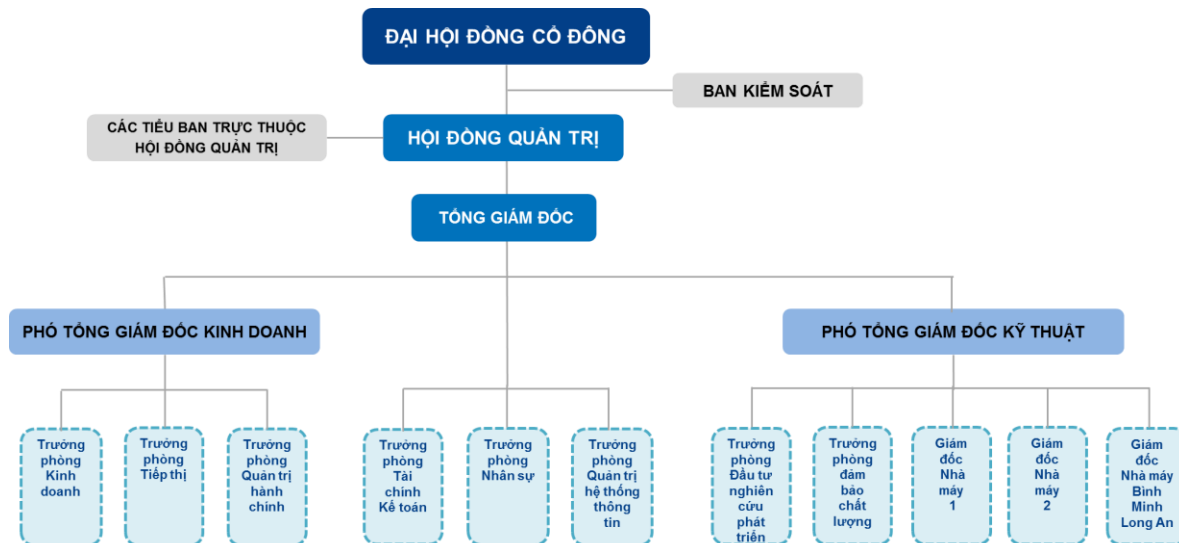 ĐẠI HỘI ĐỒNG CỔ ĐÔNG
BAN KIỂM SOÁT
CÁC TIỂU BAN TRỰC THUỘC
HỘI ĐỒNG QUẢN TRỊ
HỘI ĐỒNG QUẢN TRỊ
TỔNG GIÁM ĐỐC
PHÓ TỔNG GIÁM ĐỐC KINH DOANH
PHÓ TỔNG GIÁM ĐỐC KỸ THUẬT
Trưởng
phòng
Kinh
doanh
Trưởng
phòng
Tiếp thị
Trưởng
phòng
Quản trị
hành
chính
Trưởng
phòng
Tài
chính
Kế toán
Trưởng
phòng
Nhân sự
Trưởng
phòng
Quản trị
hệ thống
thông
tin
Trưởng
phòng
Đầu tư
nghiên
cứu
phát
triển
Trưởng
phòng
đảm
bảo
chất
lượng
Giám
đốc
Nhà
máy
1
Giám
đốc
Nhà
máy
2
Giám
đốc
Nhà máy
Bình
Minh
Long An